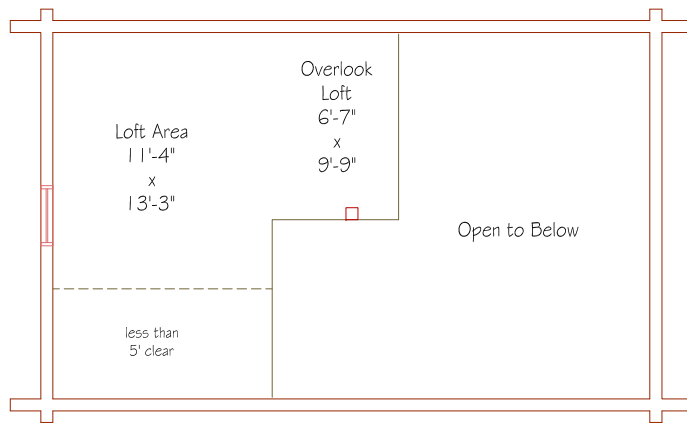 Overlook
Loft
6'-7"
x
9'-9"
Loft Area
11'-4"
x
13'-3"
Open to Below
less than
5' clear